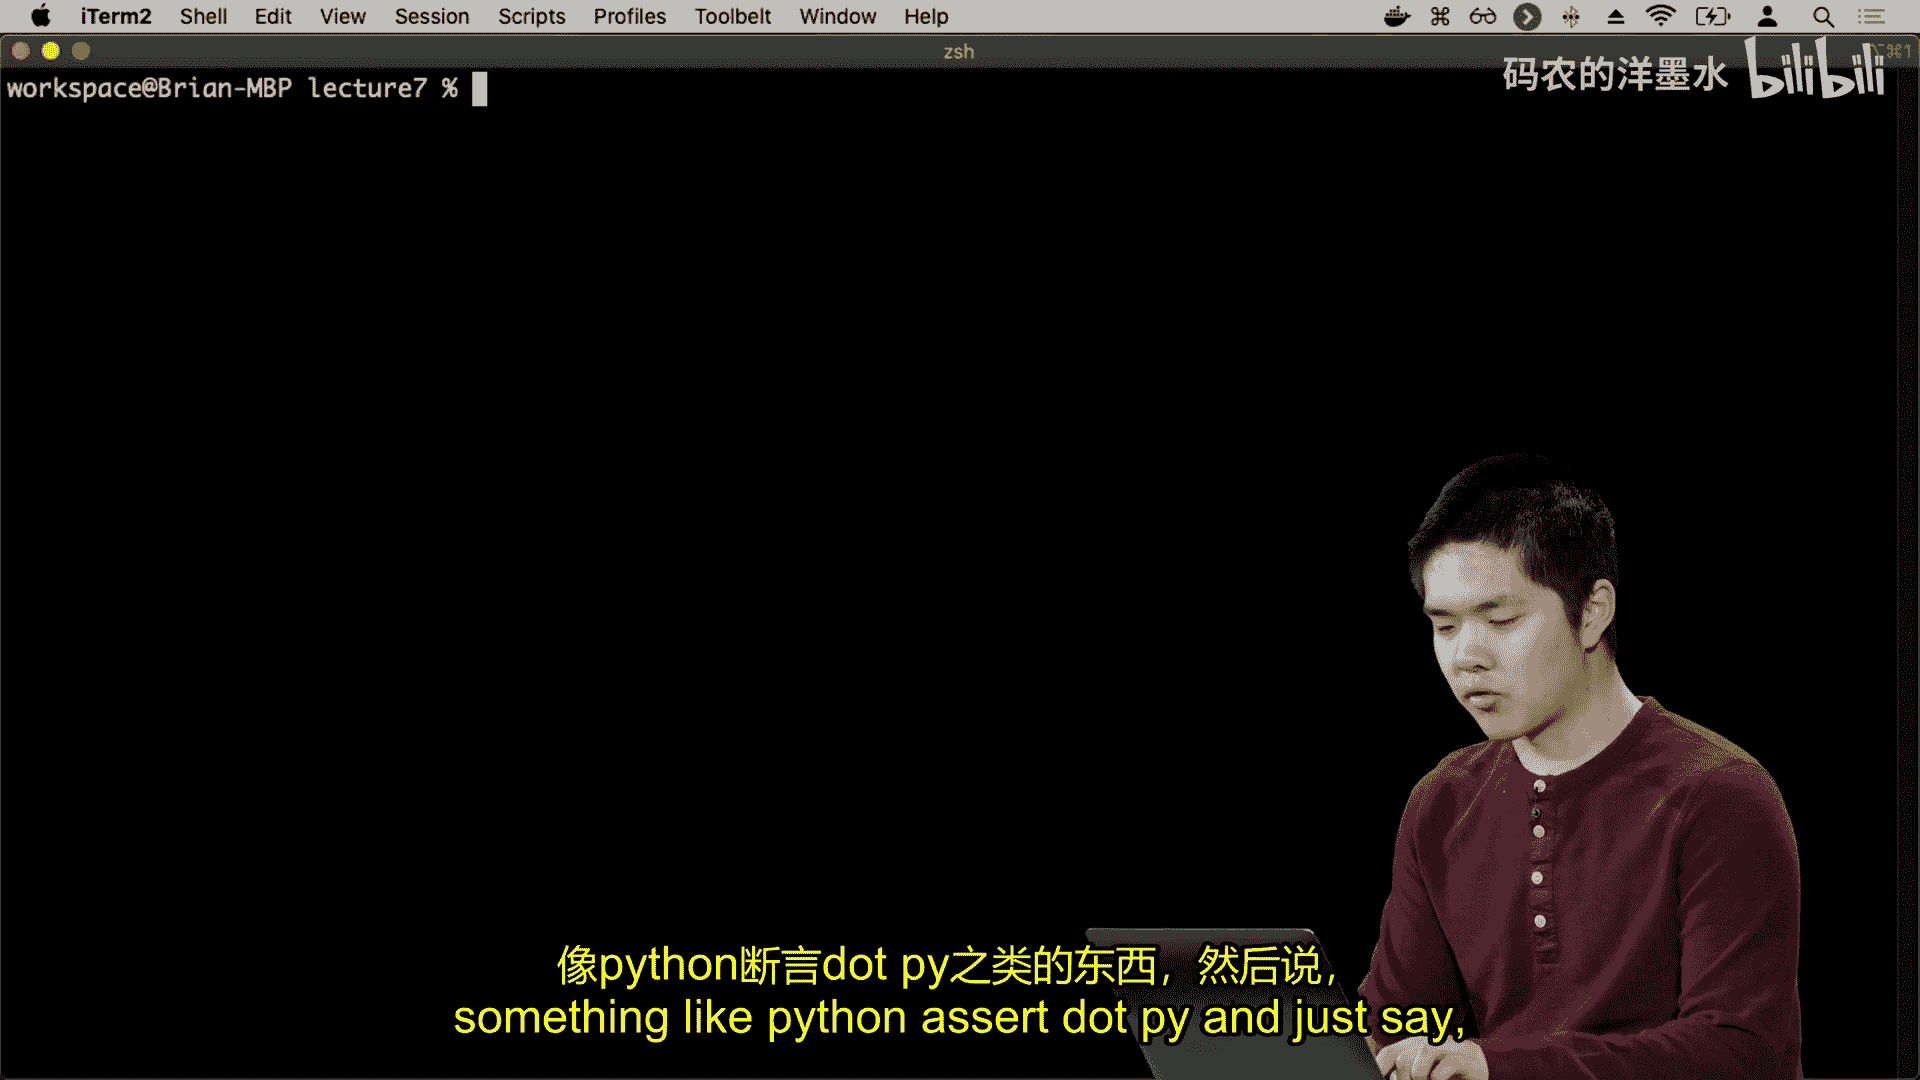 iTerm2 Shell Edit View Session Scripts Profiles Toolbelt Window Help
zsh
workspace@Brian-MBP lecture7 %
码农的洋墨水 bilibili
像python断言dot py之类的东西，然后说，
something like python assert dot py and just say,